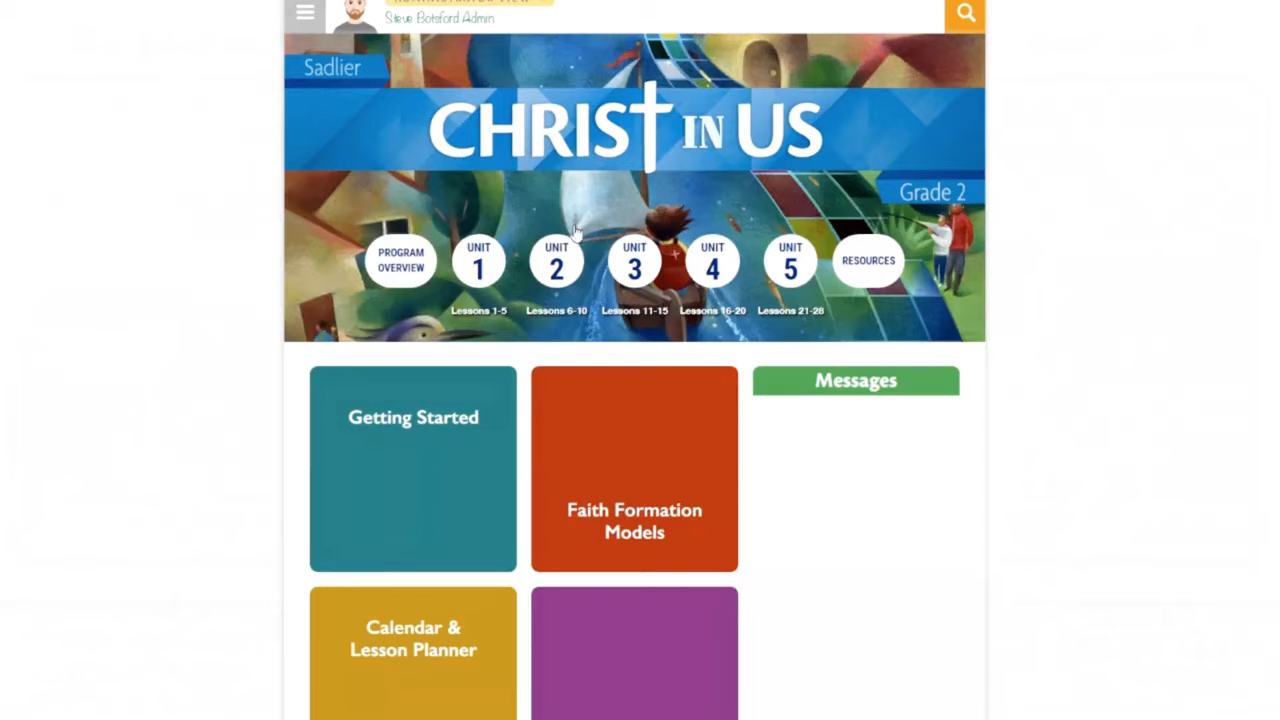 ADMINISTRATOR VIEW
Steve Botsford Admin
Sadlier
CHRIST IN US
Grade 2
PROGRAM
OVERVIEW
UNIT
1
UNIT
2
UNIT
3
UNIT
4
UNIT
5
RESOURCES
Lessons 1-5
Lessons 6-10
Lessons 11-15
Lessons 16-20
Lessons 21-28
Getting Started
Faith Formation
Models
Messages
Calendar &
Lesson Planner